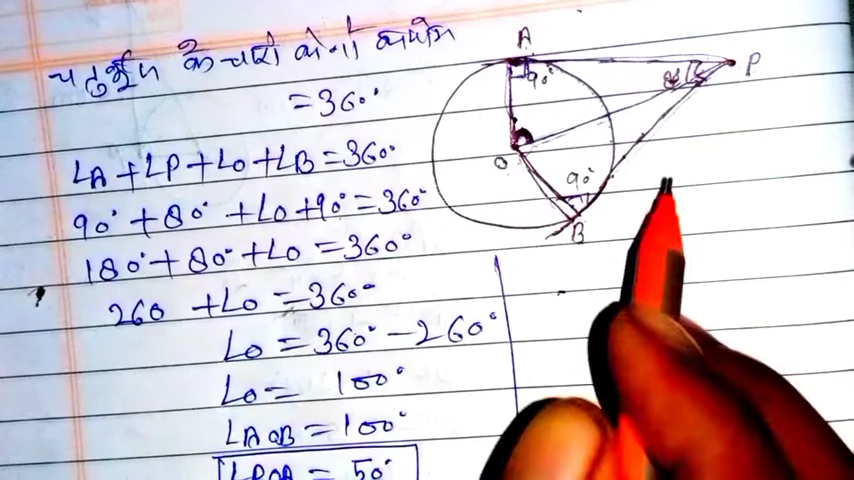 चतुर्भुज के चारों कोणों का योग
= 360°
∠A + ∠P + ∠O + ∠B = 360°
90° + 80° + ∠O + 90° = 360°
180° + 80° + ∠O = 360°
260 + ∠O = 360°
∠O = 360° - 260°
∠O = 100°
∠AOB = 100°
∠POA = 50°
A
90°
P
O
90°
B